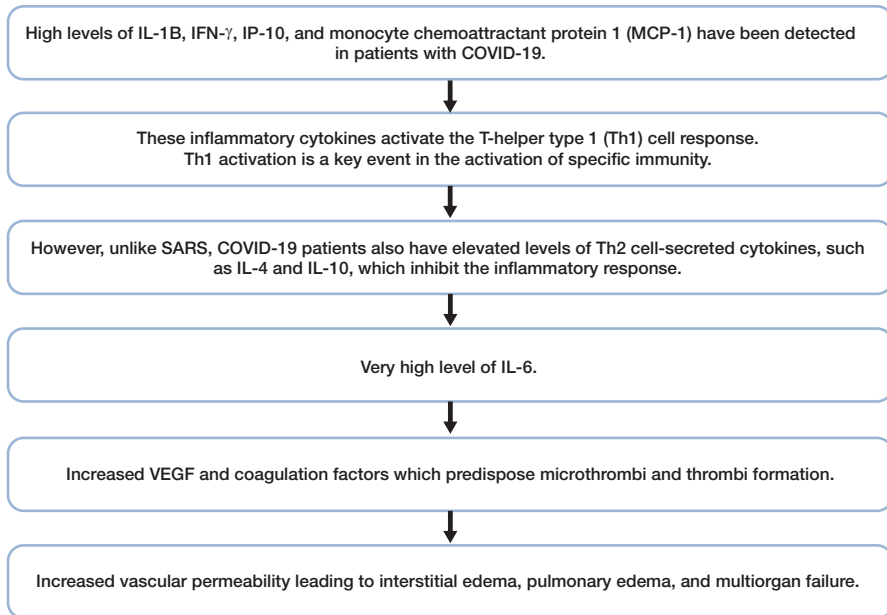 High levels of IL-1B, IFN-γ, IP-10, and monocyte chemoattractant protein 1 (MCP-1) have been detected
in patients with COVID-19.
These inflammatory cytokines activate the T-helper type 1 (Th1) cell response.
Th1 activation is a key event in the activation of specific immunity.
However, unlike SARS, COVID-19 patients also have elevated levels of Th2 cell-secreted cytokines, such
as IL-4 and IL-10, which inhibit the inflammatory response.
Very high level of IL-6.
Increased VEGF and coagulation factors which predispose microthrombi and thrombi formation.
Increased vascular permeability leading to interstitial edema, pulmonary edema, and multiorgan failure.